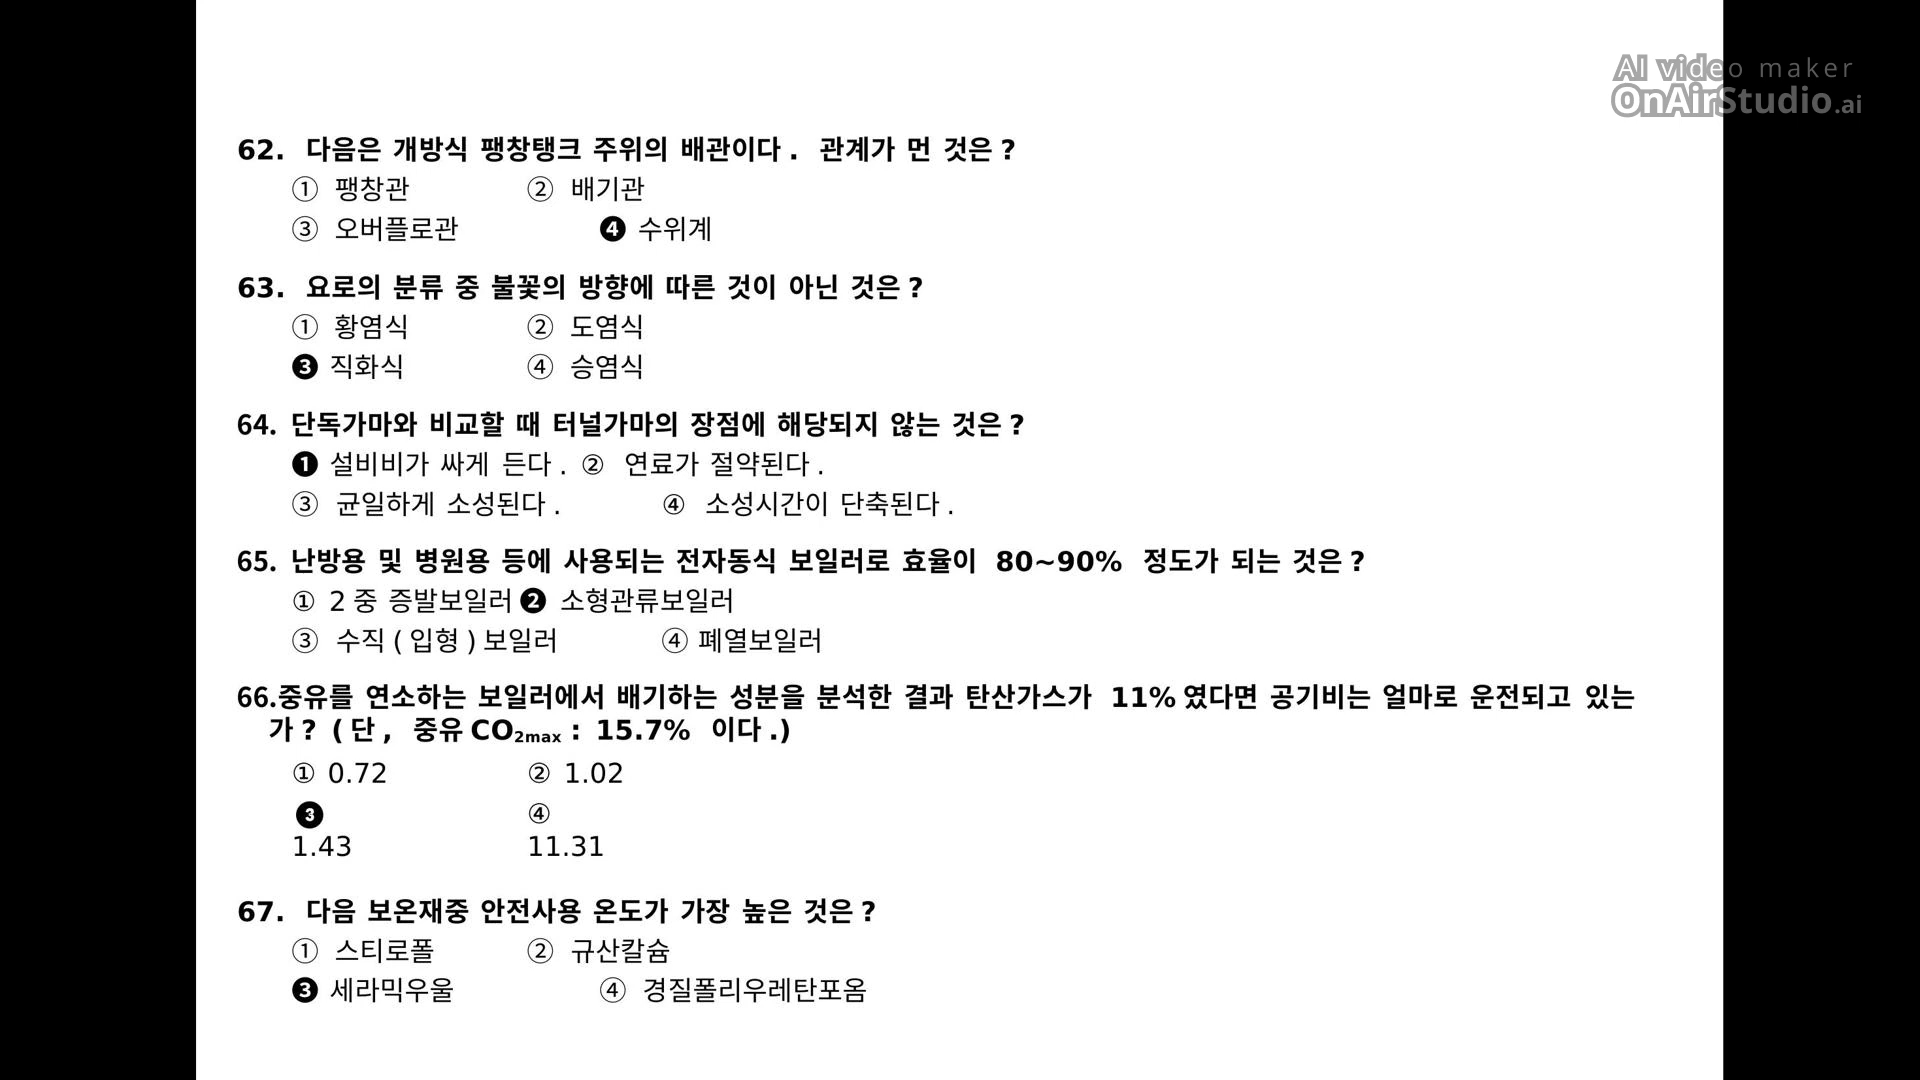 AI video maker
OnAirStudio.ai
62. 다음은 개방식 팽창탱크 주위의 배관이다. 관계가 먼 것은?
① 팽창관 ② 배기관
③ 오버플로관 ❹ 수위계
63. 요로의 분류 중 불꽃의 방향에 따른 것이 아닌 것은?
① 황염식 ② 도염식
❸ 직화식 ④ 승염식
64. 단독가마와 비교할 때 터널가마의 장점에 해당되지 않는 것은?
❶ 설비비가 싸게 든다. ② 연료가 절약된다.
③ 균일하게 소성된다. ④ 소성시간이 단축된다.
65. 난방용 및 병원용 등에 사용되는 전자동식 보일러로 효율이 80~90% 정도가 되는 것은?
① 2중 증발보일러 ❷ 소형관류보일러
③ 수직(입형)보일러 ④ 폐열보일러
66.중유를 연소하는 보일러에서 배기하는 성분을 분석한 결과 탄산가스가 11%였다면 공기비는 얼마로 운전되고 있는
가? (단, 중유CO₂max : 15.7% 이다.)
① 0.72 ② 1.02
❸ ④
1.43 11.31
67. 다음 보온재중 안전사용 온도가 가장 높은 것은?
① 스티로폴 ② 규산칼슘
❸ 세라믹우울 ④ 경질폴리우레탄포옴